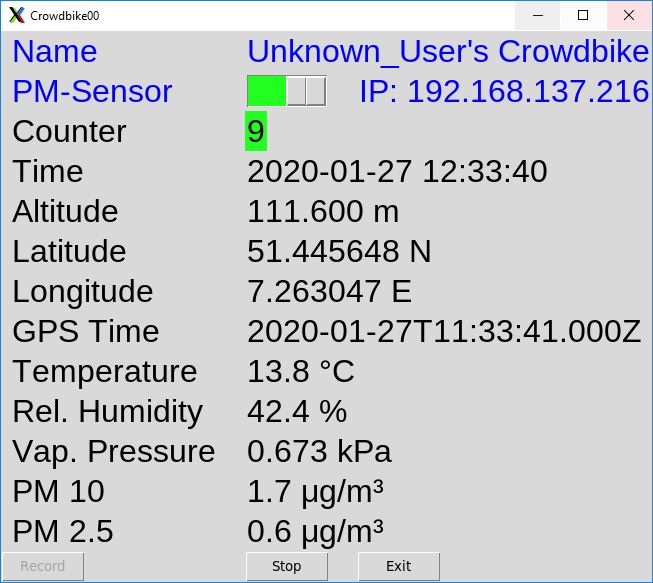 Crowdbike00
Name Unknown_User's Crowdbike
PM-Sensor IP: 192.168.137.216
Counter 9
Time 2020-01-27 12:33:40
Altitude 111.600 m
Latitude 51.445648 N
Longitude 7.263047 E
GPS Time 2020-01-27T11:33:41.000Z
Temperature 13.8 °C
Rel. Humidity 42.4 %
Vap. Pressure 0.673 kPa
PM 10 1.7 µg/m³
PM 2.5 0.6 µg/m³
Record Stop Exit